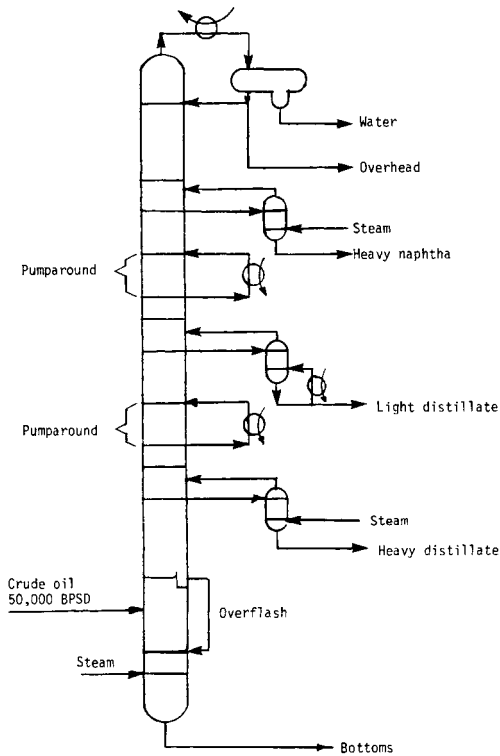 Water
Overhead
Steam
Heavy naphtha
Pumparound
Light distillate
Pumparound
Steam
Heavy distillate
Crude oil
50,000 BPSD
Overflash
Steam
Bottoms